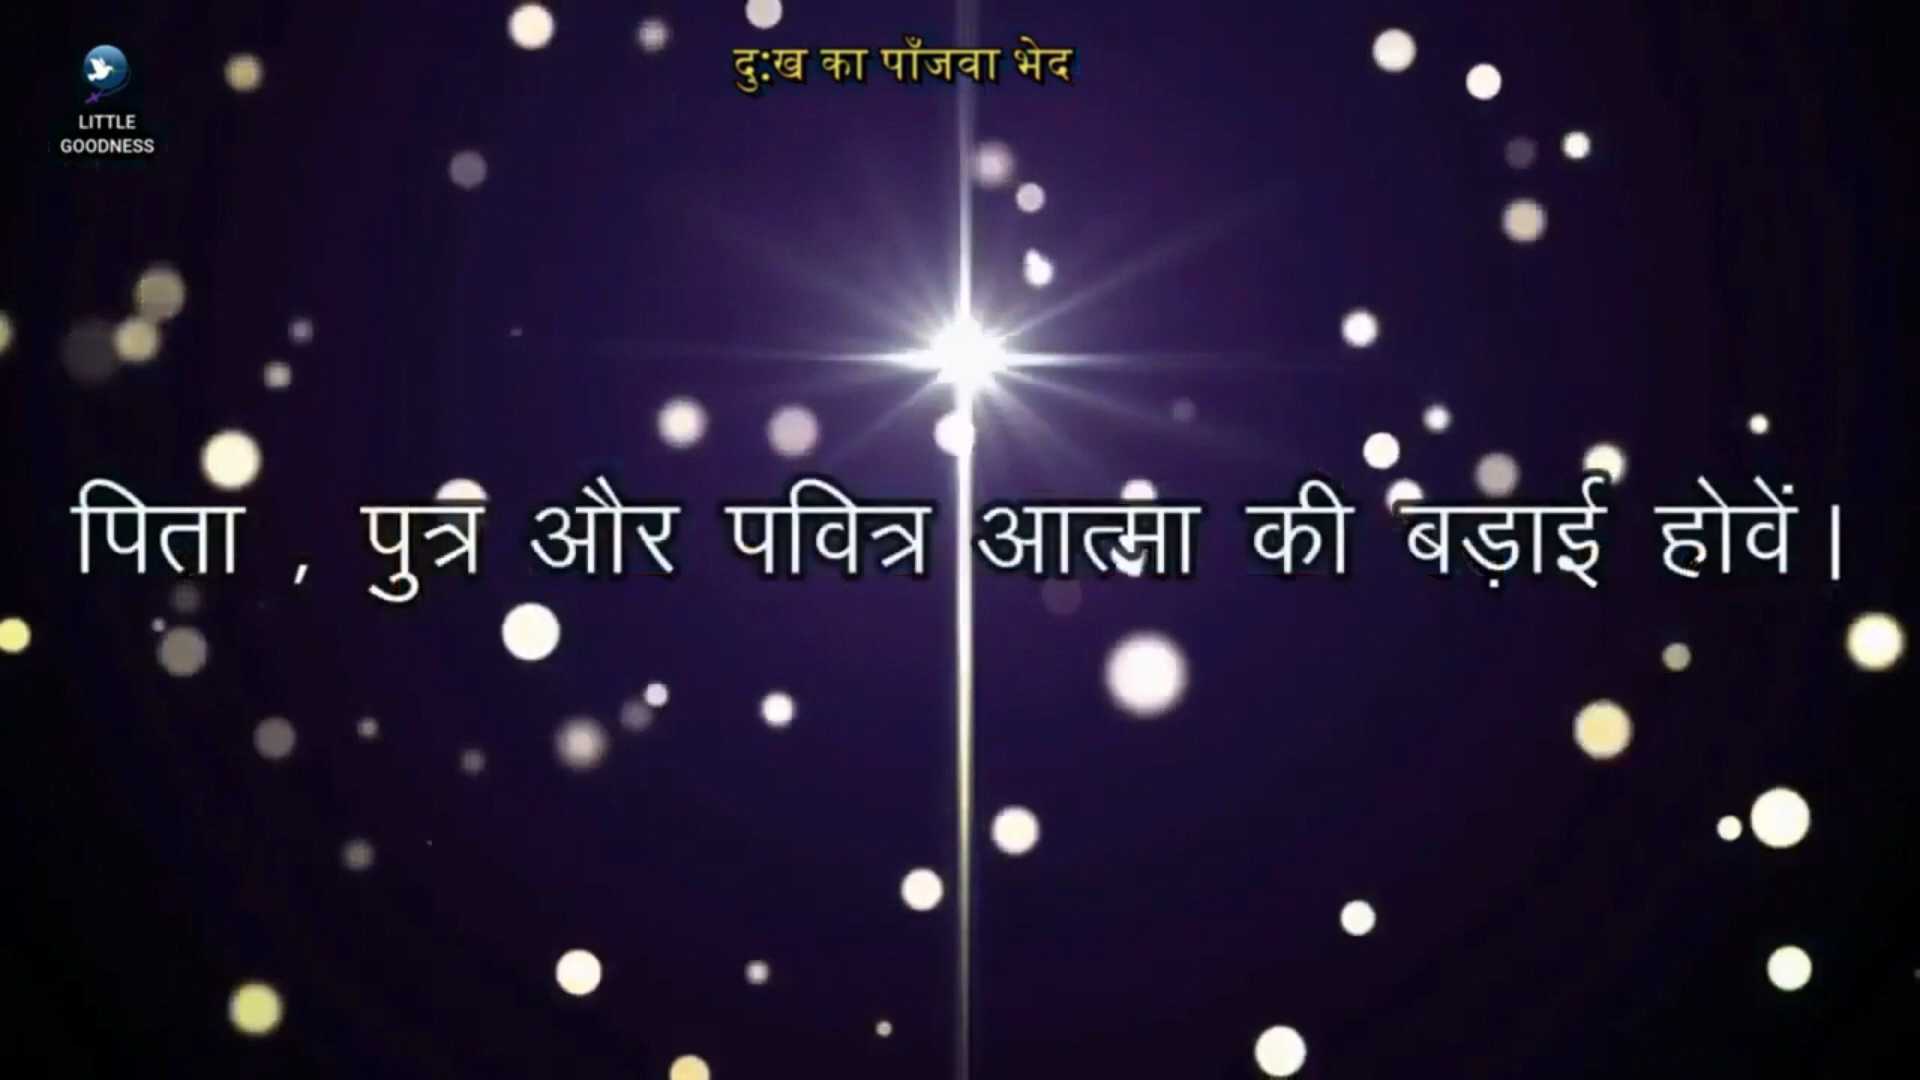 दु:ख का पाँजवा भेद
LITTLE
GOODNESS
पिता , पुत्र और पवित्र आत्मा की बड़ाई होवें।